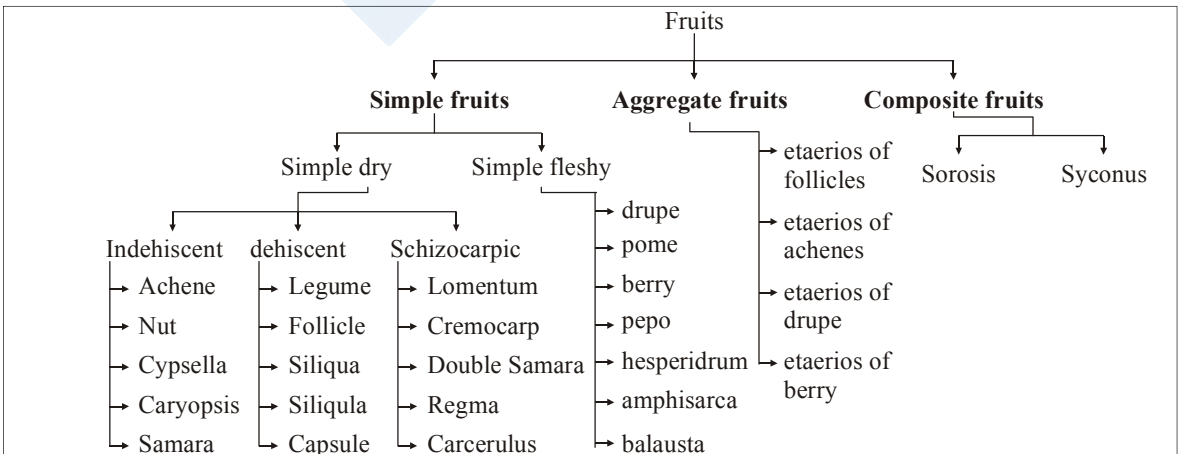 Fruits
Simple fruits
Aggregate fruits
Composite fruits
Simple dry
Simple fleshy
etaerios of
follicles
etaerios of
achenes
etaerios of
drupe
etaerios of
berry
Sorosis
Syconus
Indehiscent
Achene
Nut
Cypsella
Caryopsis
Samara
dehiscent
Legume
Follicle
Siliqua
Siliqula
Capsule
Schizocarpic
Lomentum
Cremocarp
Double Samara
Regma
Carcerulus
drupe
pome
berry
pepo
hesperidrum
amphisarca
balausta